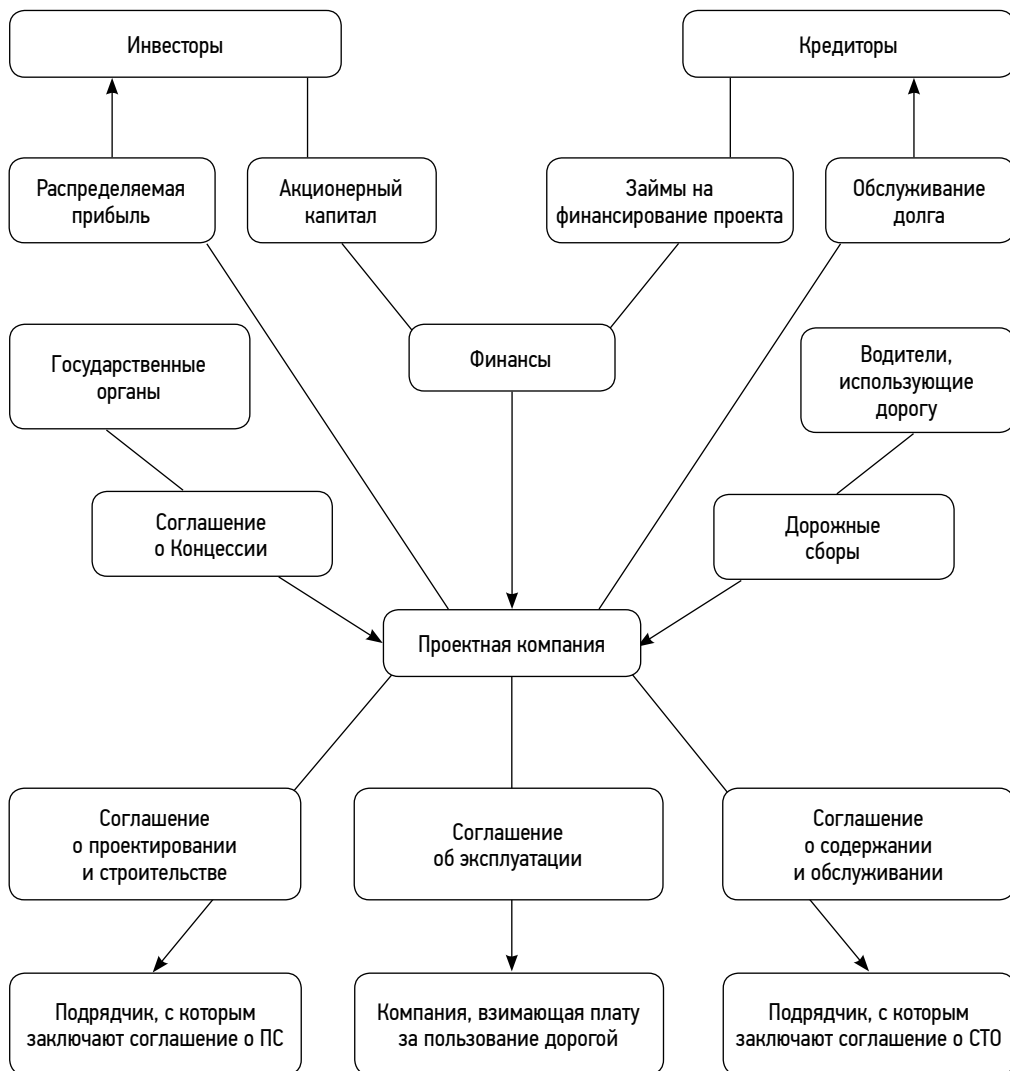 Инвесторы
Кредиторы
Распределяемая
прибыль
Акционерный
капитал
Займы на
финансирование проекта
Обслуживание
долга
Государственные
органы
Финансы
Водители,
использующие
дорогу
Соглашение
о Концессии
Дорожные
сборы
Проектная компания
Соглашение
о проектировании
и строительстве
Соглашение
об эксплуатации
Соглашение
о содержании
и обслуживании
Подрядчик, с которым
заключают соглашение о ПС
Компания, взимающая плату
за пользование дорогой
Подрядчик, с которым
заключают соглашение о СТО